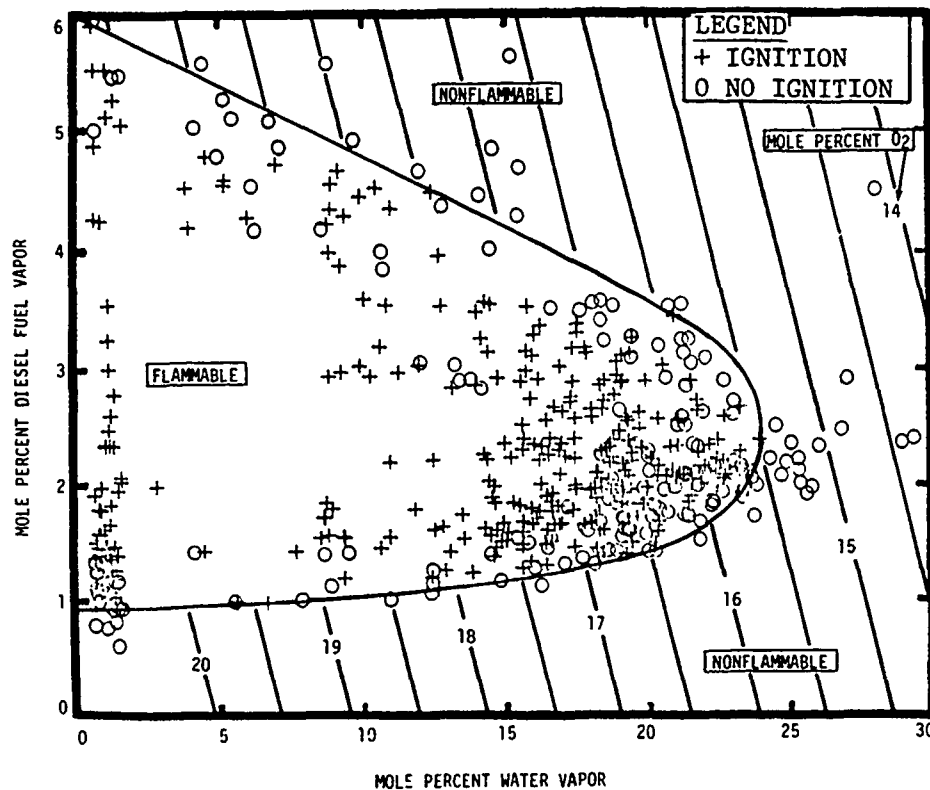 LEGEND
+ IGNITION
O NO IGNITION
NONFLAMMABLE
MOLE PERCENT O2
14
FLAMMABLE
15
16
17
18
19
20
NONFLAMMABLE
MOLE PERCENT DIESEL FUEL VAPOR
6
5
4
3
2
1
0
0
5
10
15
20
25
30
MOLE PERCENT WATER VAPOR